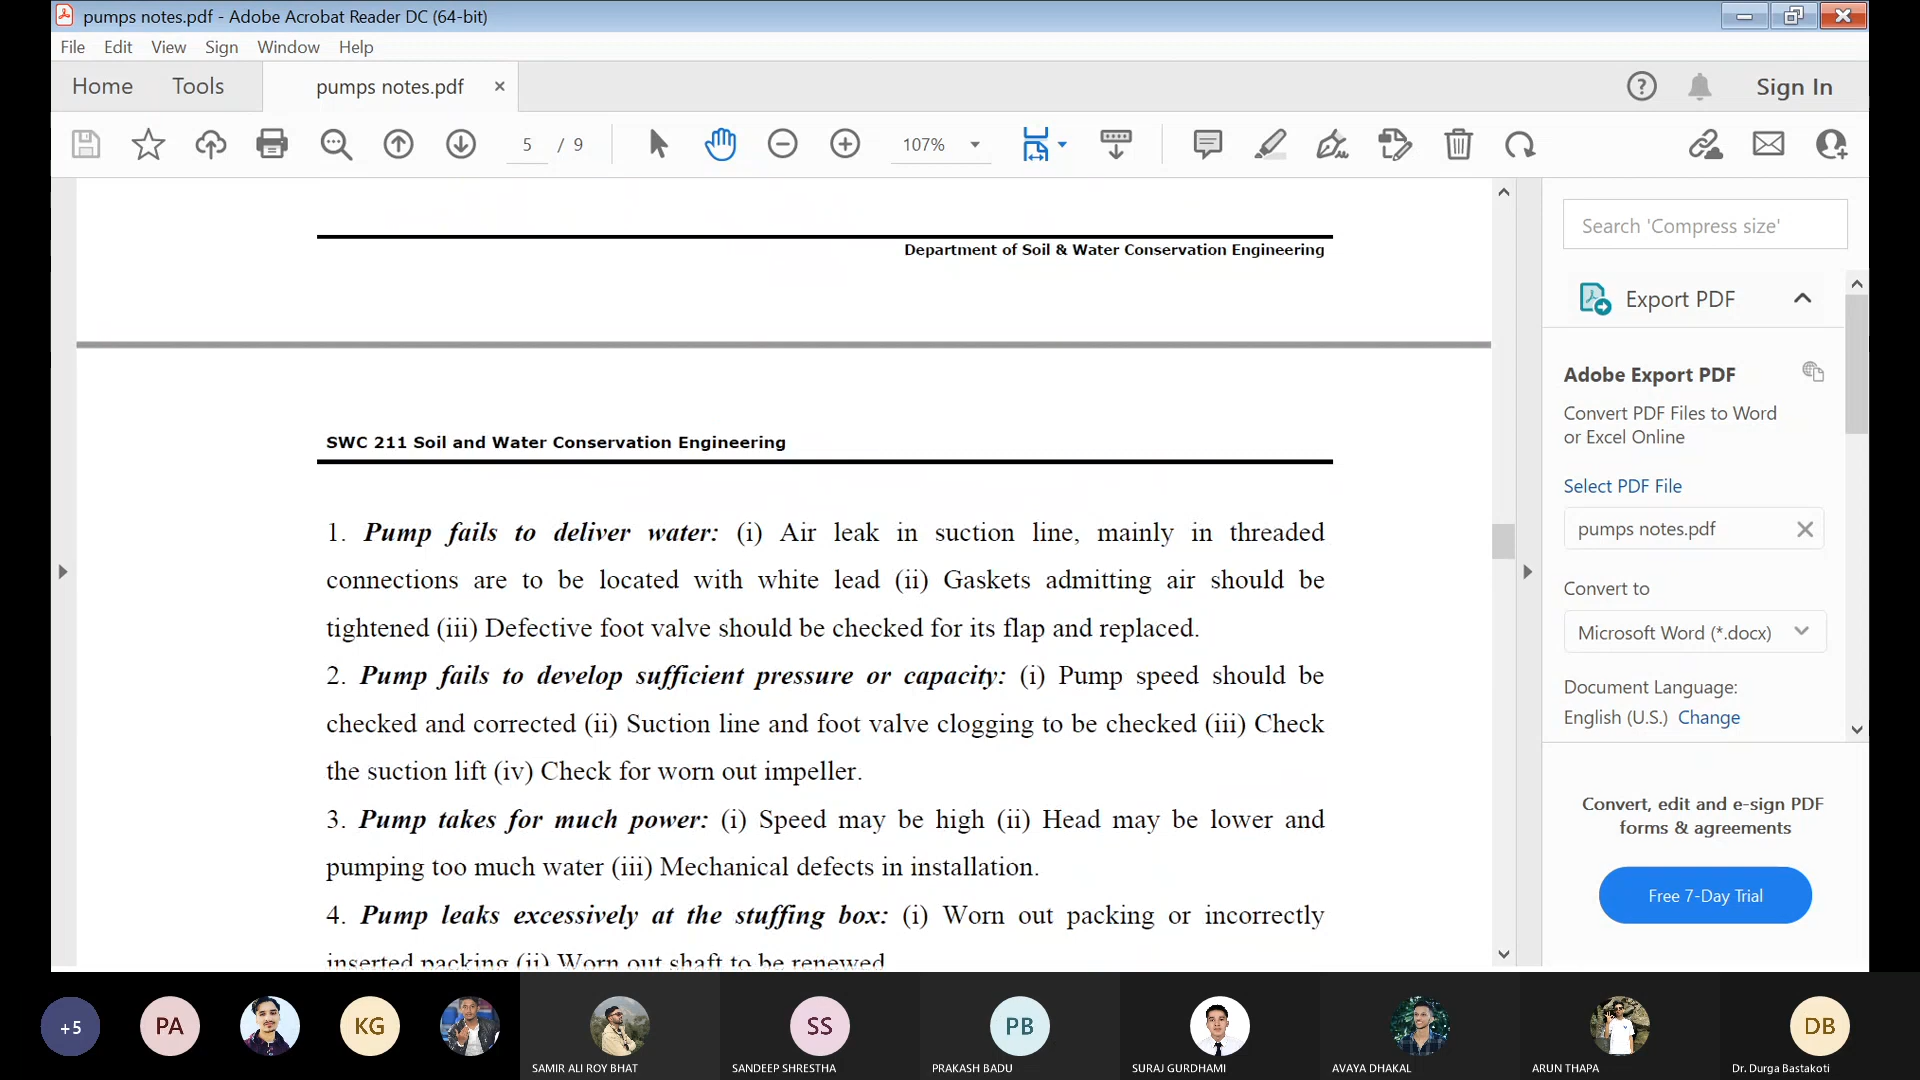 pumps notes.pdf - Adobe Acrobat Reader DC (64-bit)
File Edit View Sign Window Help
Home Tools pumps notes.pdf × Sign In
5 / 9 107%
Department of Soil & Water Conservation Engineering
SWC 211 Soil and Water Conservation Engineering
1. Pump fails to deliver water: (i) Air leak in suction line, mainly in threaded
connections are to be located with white lead (ii) Gaskets admitting air should be
tightened (iii) Defective foot valve should be checked for its flap and replaced.
2. Pump fails to develop sufficient pressure or capacity: (i) Pump speed should be
checked and corrected (ii) Suction line and foot valve clogging to be checked (iii) Check
the suction lift (iv) Check for worn out impeller.
3. Pump takes for much power: (i) Speed may be high (ii) Head may be lower and
pumping too much water (iii) Mechanical defects in installation.
4. Pump leaks excessively at the stuffing box: (i) Worn out packing or incorrectly
inserted packing (ii) Worn out shaft to be renewed
Search 'Compress size'
Export PDF
Adobe Export PDF
Convert PDF Files to Word
or Excel Online
Select PDF File
pumps notes.pdf
Convert to
Microsoft Word (*.docx)
Document Language:
English (U.S.) Change
Convert, edit and e-sign PDF
forms & agreements
Free 7-Day Trial
+5 PA KG SS PB DB
SAMIR ALI ROY BHAT SANDEEP SHRESTHA PRAKASH BADU SURAJ GURDHAMI AVAYA DHAKAL ARUN THAPA Dr. Durga Bastakoti